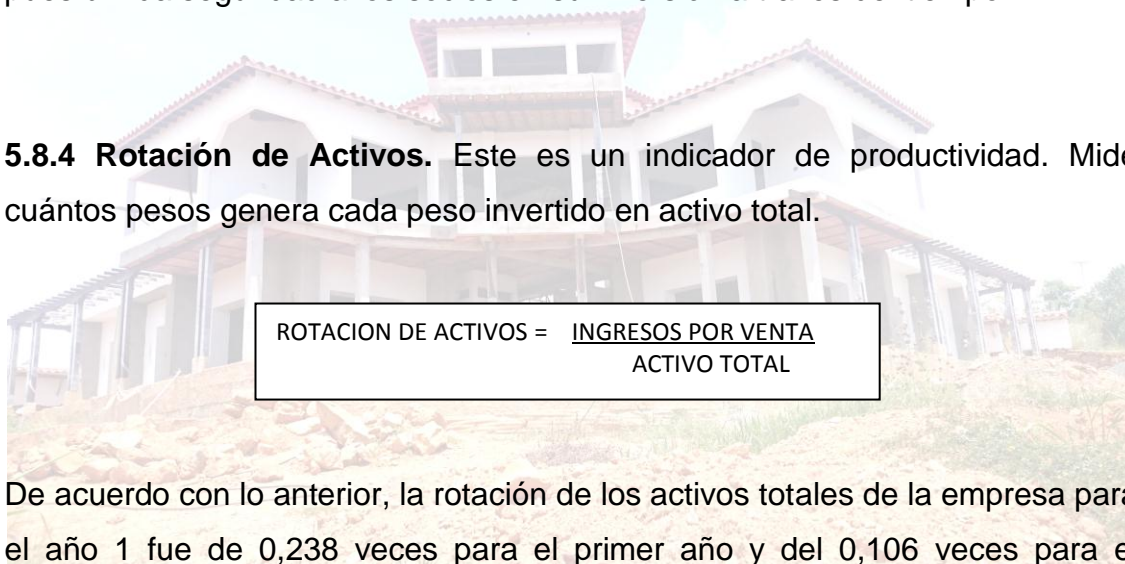 5.8.4 Rotación de Activos. Este es un indicador de productividad. Mide
cuántos pesos genera cada peso invertido en activo total.
ROTACION DE ACTIVOS = INGRESOS POR VENTA
ACTIVO TOTAL
De acuerdo con lo anterior, la rotación de los activos totales de la empresa para
el año 1 fue de 0,238 veces para el primer año y del 0,106 veces para e